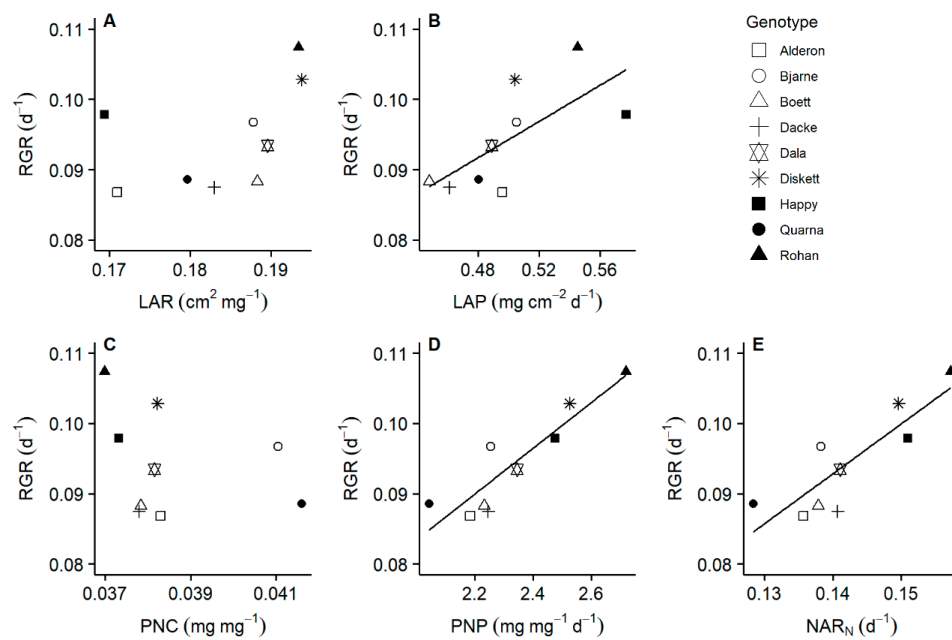 A
0.11
0.10
0.09
0.08
RGR (d⁻¹)
0.17 0.18 0.19
LAR (cm² mg⁻¹)
B
0.11
0.10
0.09
0.08
RGR (d⁻¹)
0.48 0.52 0.56
LAP (mg cm⁻² d⁻¹)
Genotype
Alderon
Bjarne
Boett
Dacke
Dala
Diskett
Happy
Quarna
Rohan
C
0.11
0.10
0.09
0.08
RGR (d⁻¹)
0.037 0.039 0.041
PNC (mg mg⁻¹)
D
0.11
0.10
0.09
0.08
RGR (d⁻¹)
2.2 2.4 2.6
PNP (mg mg⁻¹ d⁻¹)
E
0.11
0.10
0.09
0.08
RGR (d⁻¹)
0.13 0.14 0.15
NAR_N (d⁻¹)